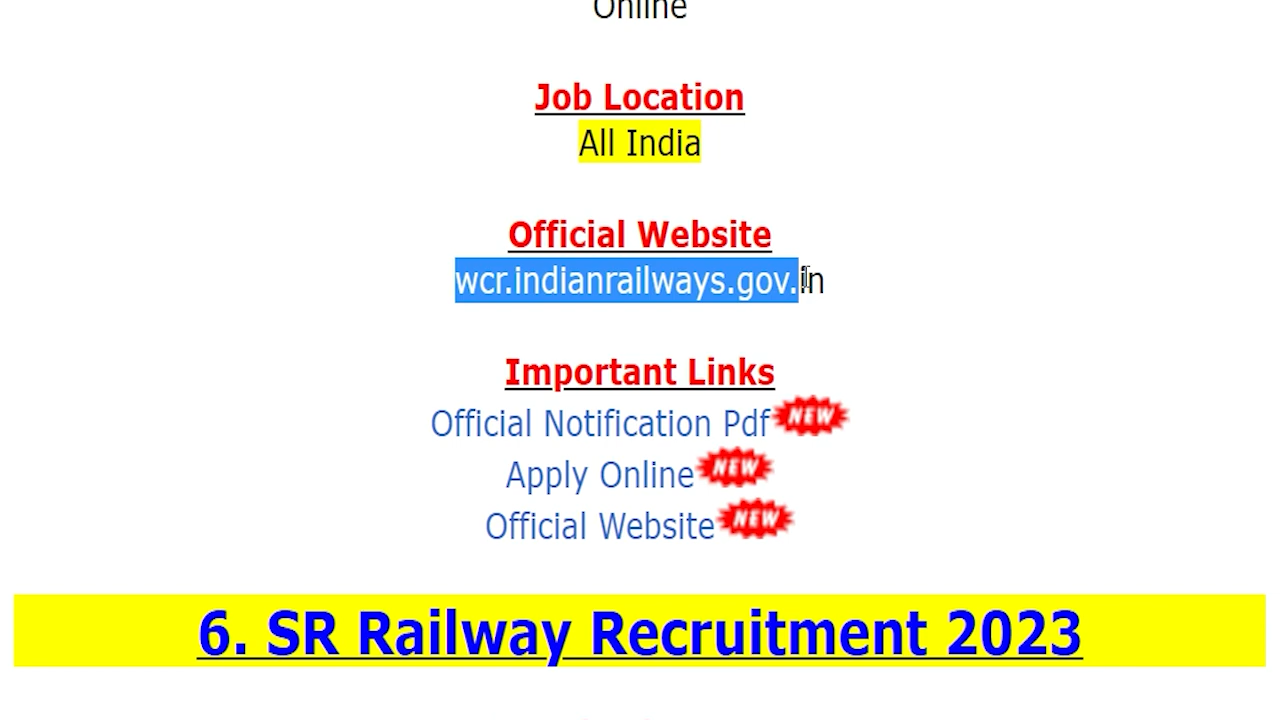 Online
Job Location
All India
Official Website
wcr.indianrailways.gov.in
Important Links
Official Notification Pdf NEW
Apply Online NEW
Official Website NEW
6. SR Railway Recruitment 2023